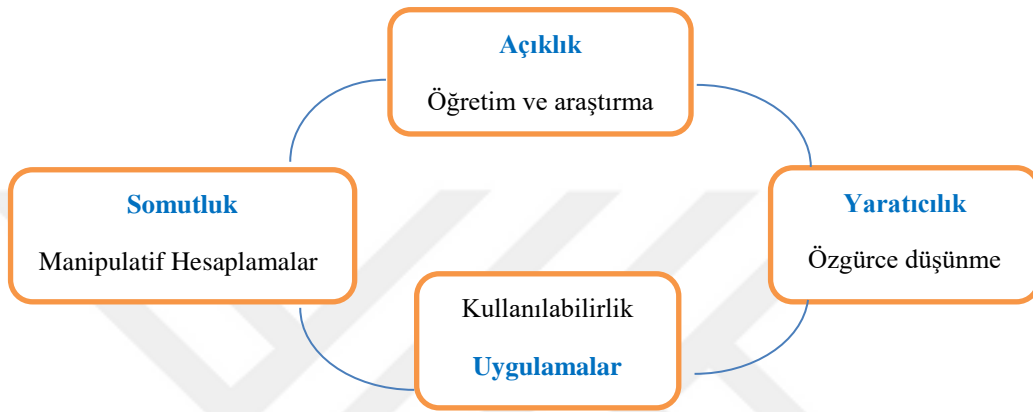 Açıklık
Öğretim ve araştırma
Somutluk
Manipulatif Hesaplamalar
Yaratıcılık
Özgürce düşünme
Kullanılabilirlik
Uygulamalar